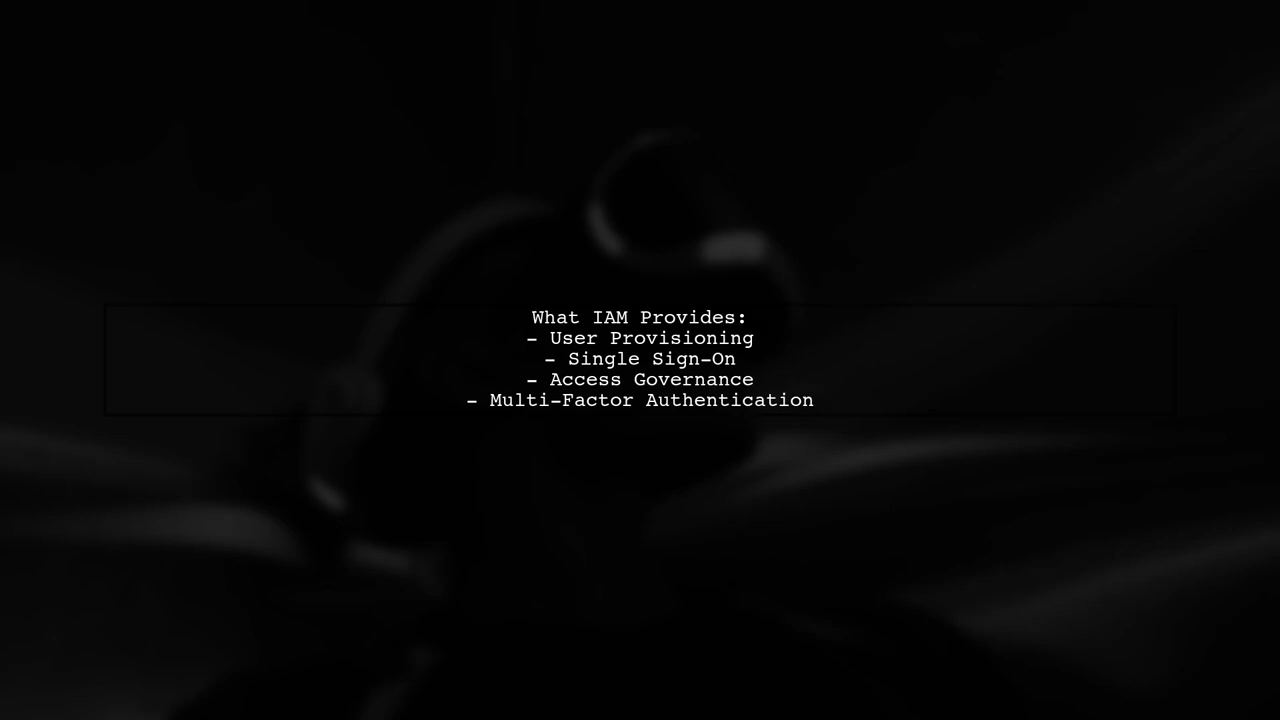 What IAM Provides:
- User Provisioning
- Single Sign-On
- Access Governance
- Multi-Factor Authentication